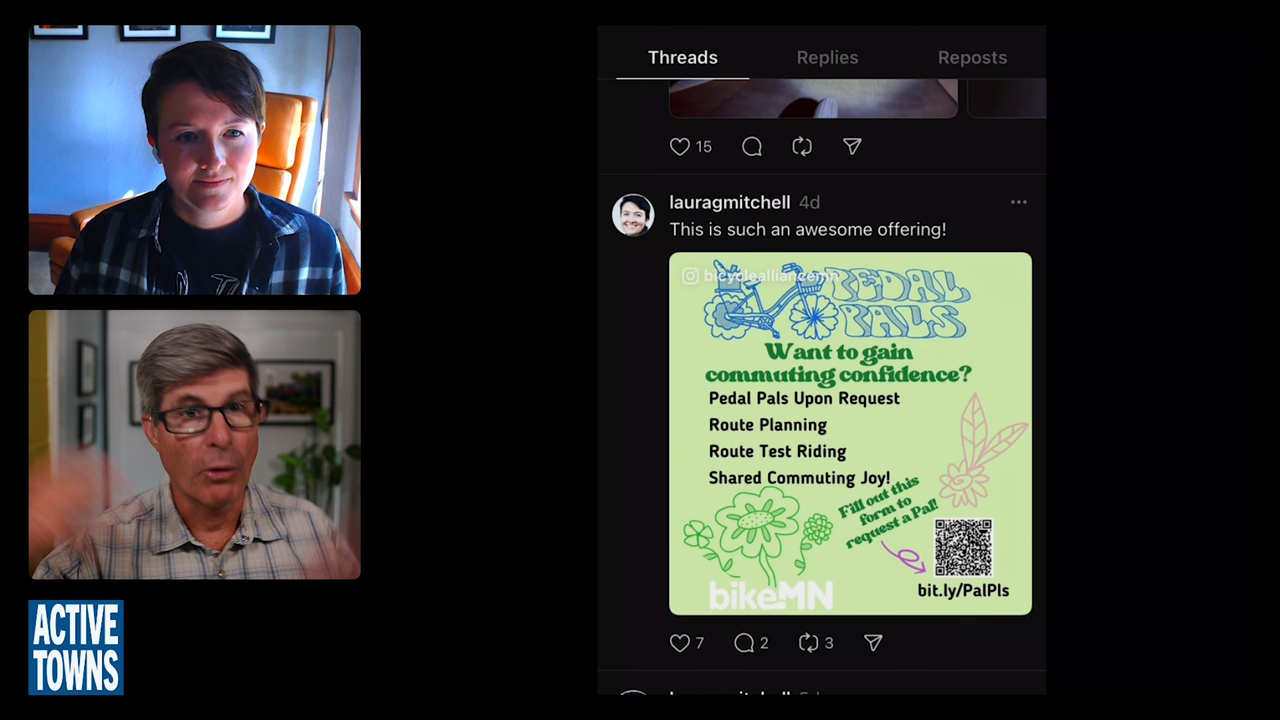 Threads Replies Reposts
15
lauragmitchell 4d
This is such an awesome offering!
bicyclealliancemn
PEDAL
PALS
Want to gain
commuting confidence?
Pedal Pals Upon Request
Route Planning
Route Test Riding
Shared Commuting Joy!
Fill out this
form to
request a Pal!
bit.ly/PalPls
bikeMN
7 2 3
ACTIVE
TOWNS